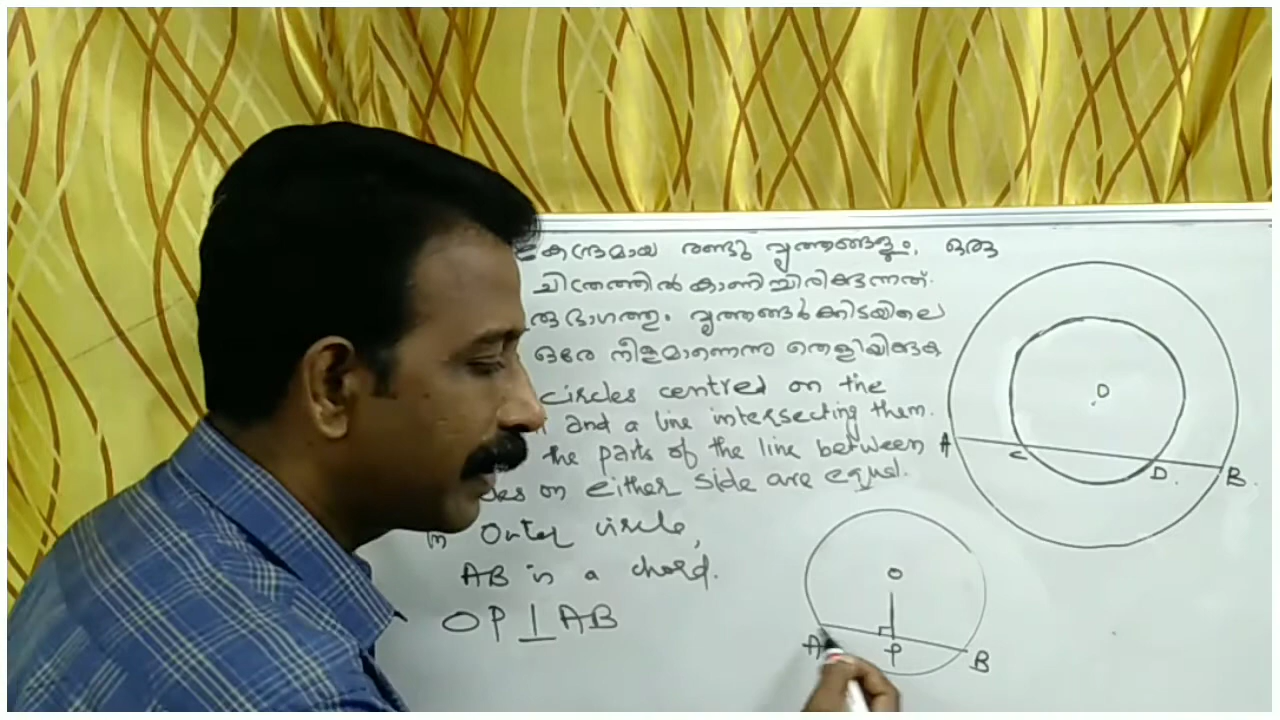 കേന്ദ്രമായ രണ്ടു വൃത്തങ്ങളും, ഒരു
ചിത്രത്തിൽ കാണിച്ചിരിക്കുന്നത്.
ഭാഗത്തും വൃത്തങ്ങൾക്കിടയിലെ
ഒരേ നീളമാണെന്നു തെളിയിക്കുക
circles centred on the
and a line intersecting them.
the parts of the line between
on either side are equal.
In Outer circle,
AB is a chord.
OP ⊥ AB
O
A
C
D
B
O
A
P
B